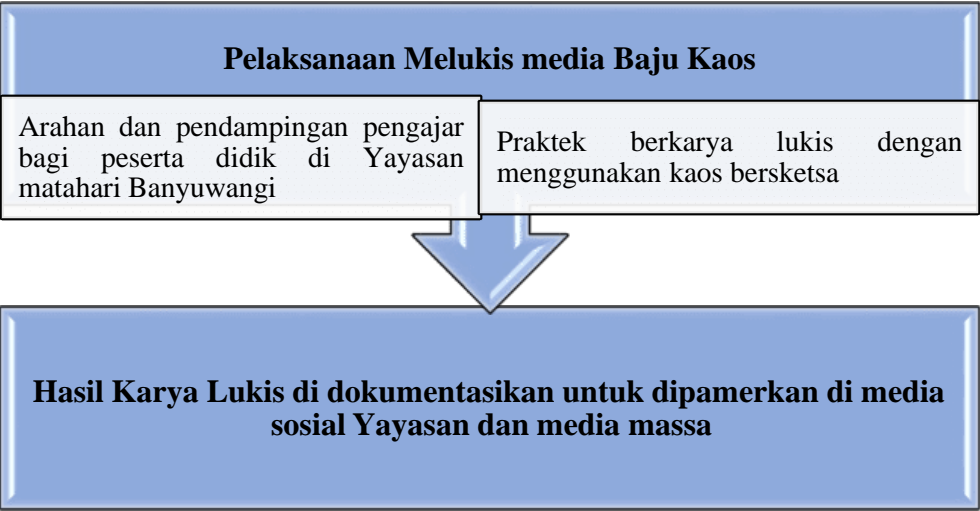 Pelaksanaan Melukis media Baju Kaos
Arahan dan pendampingan pengajar
bagi peserta didik di Yayasan
matahari Banyuwangi
Praktek berkarya lukis dengan
menggunakan kaos bersketsa
Hasil Karya Lukis di dokumentasikan untuk dipamerkan di media
sosial Yayasan dan media massa